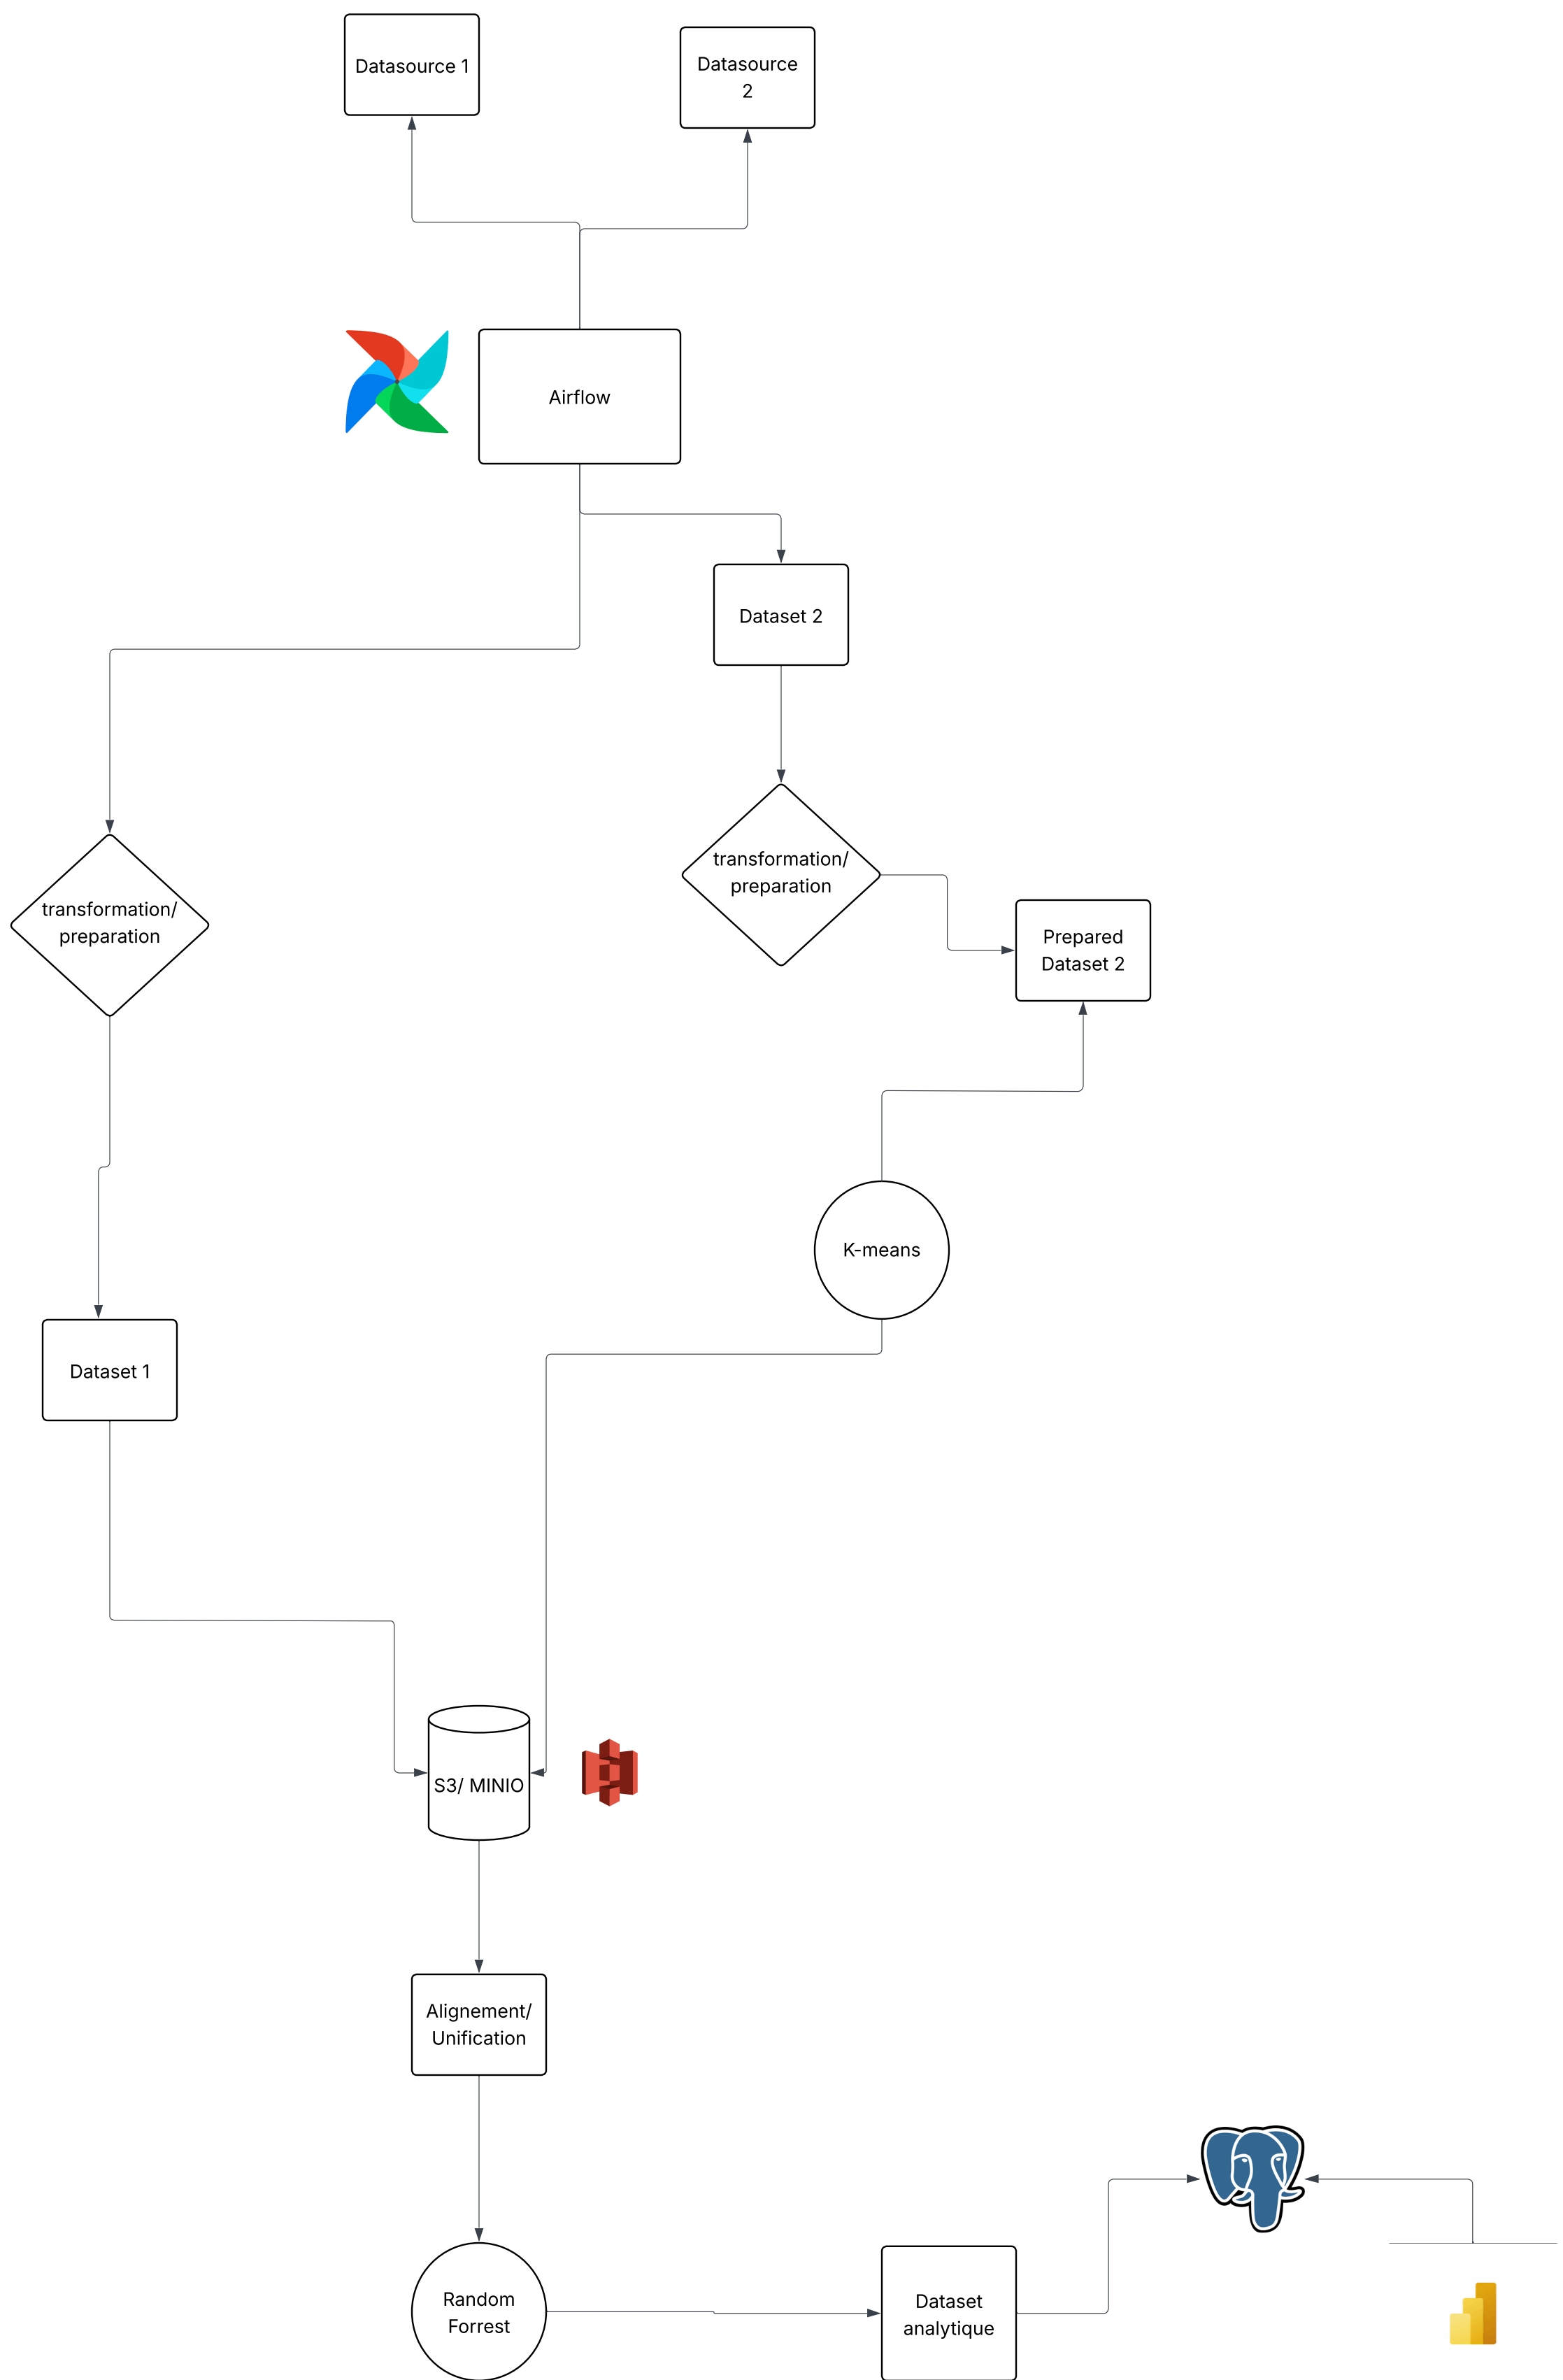 Datasource 1
Datasource
2
Airflow
Dataset 2
transformation/
preparation
transformation/
preparation
Prepared
Dataset 2
K-means
Dataset 1
S3/ MINIO
Alignement/
Unification
Random
Forrest
Dataset
analytique